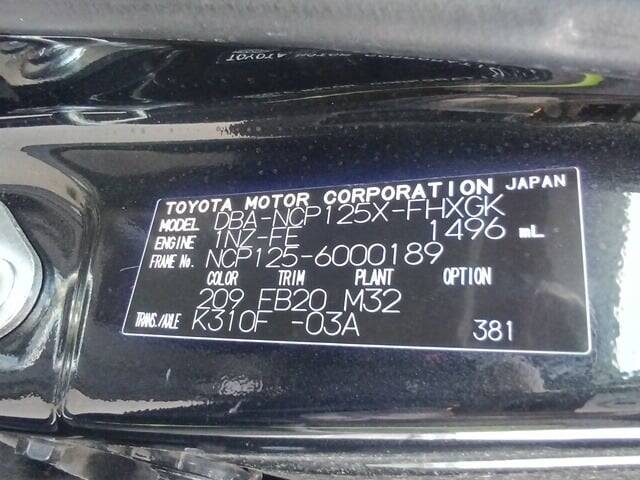 TOYOTA MOTOR CORPORATION JAPAN
MODEL DBA-NCP125X-FHXGK
ENGINE 1NZ-FE 1496 mL
FRAME No. NCP125-6000189
COLOR TRIM PLANT OPTION
209 FB20 M32
TRANS./AXLE K310F -03A 381